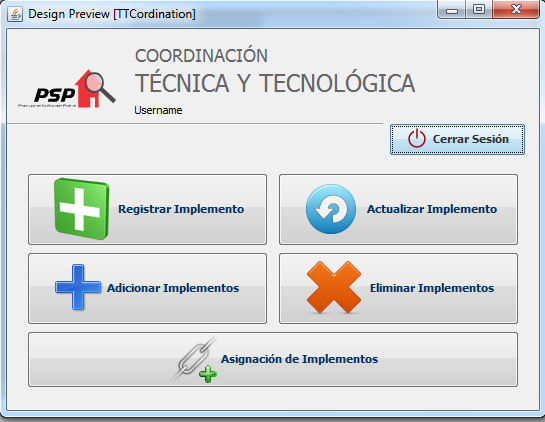 Design Preview [TTCordination]
COORDINACIÓN
TÉCNICA Y TECNOLÓGICA
PSP
Username
Cerrar Sesión
Registrar Implemento
Actualizar Implemento
Adicionar Implementos
Eliminar Implementos
Asignación de Implementos